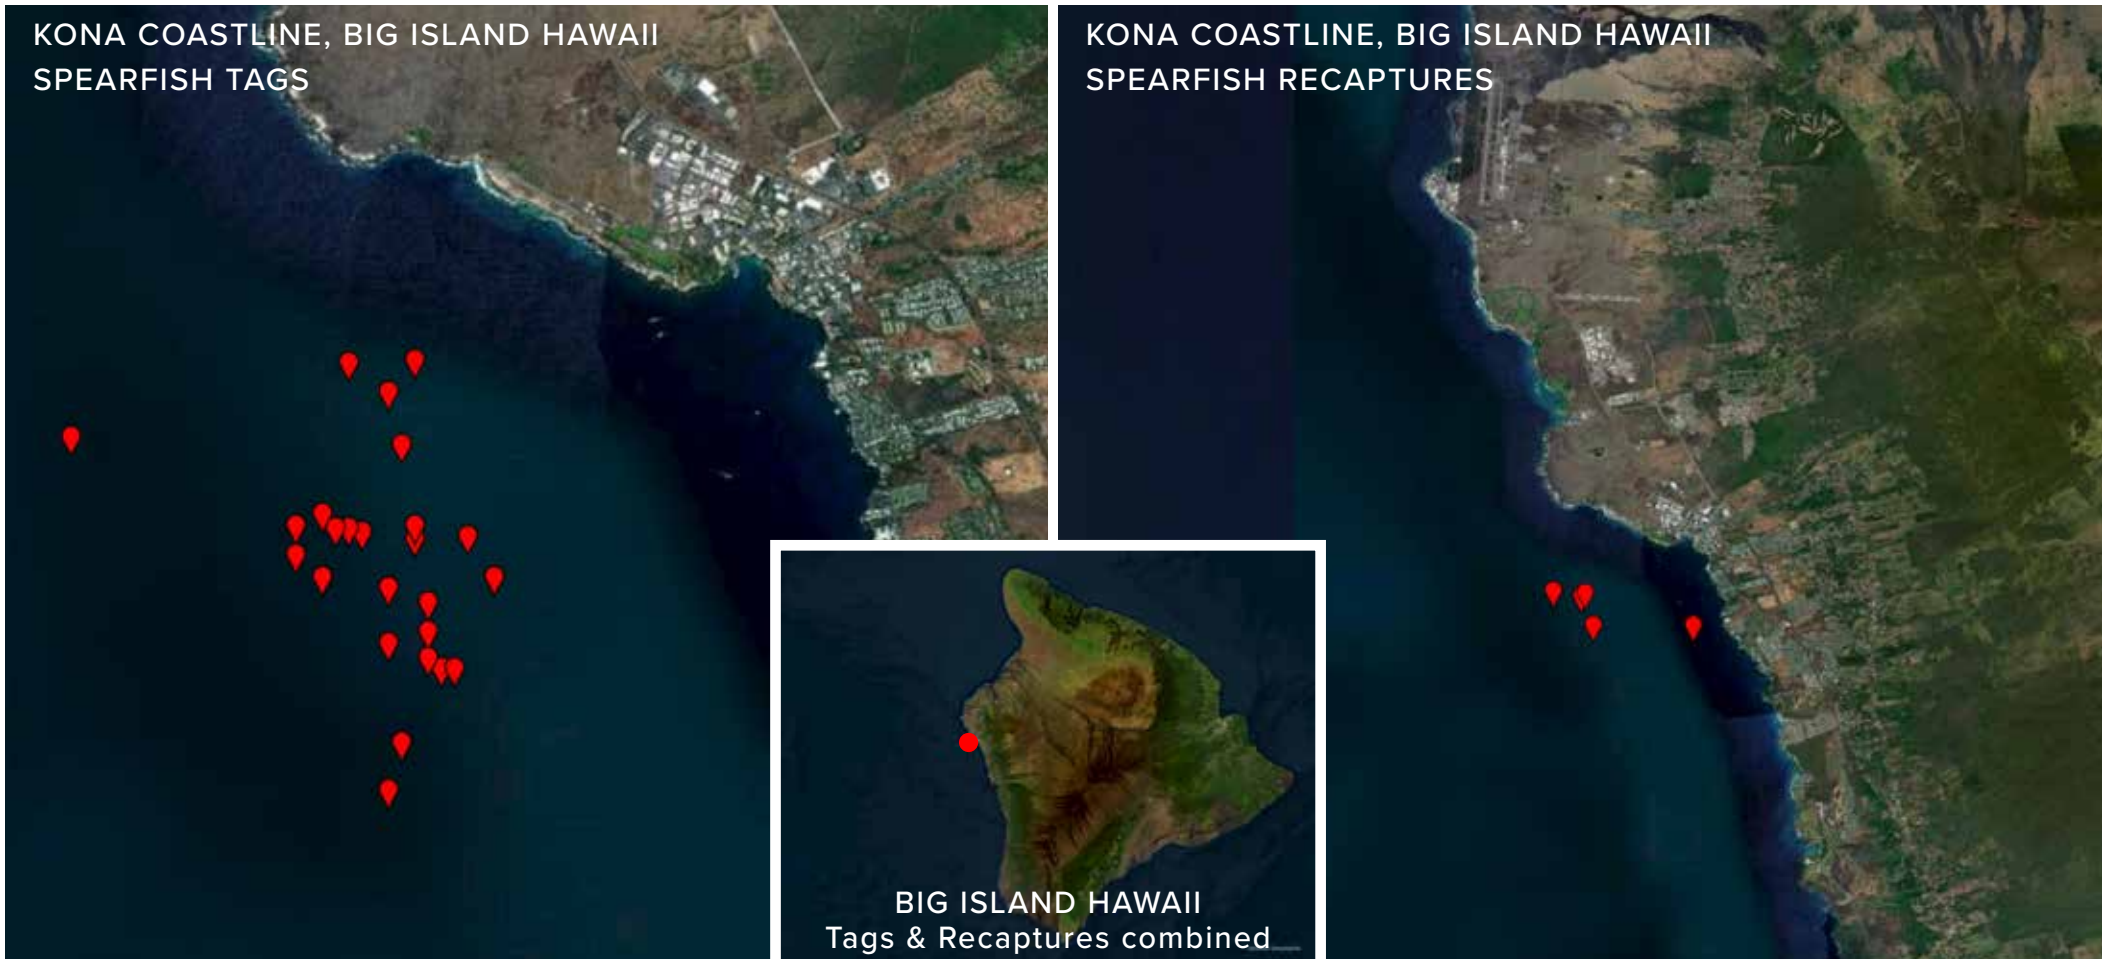 KONA COASTLINE, BIG ISLAND HAWAII
SPEARFISH TAGS
KONA COASTLINE, BIG ISLAND HAWAII
SPEARFISH RECAPTURES
BIG ISLAND HAWAII
Tags & Recaptures combined